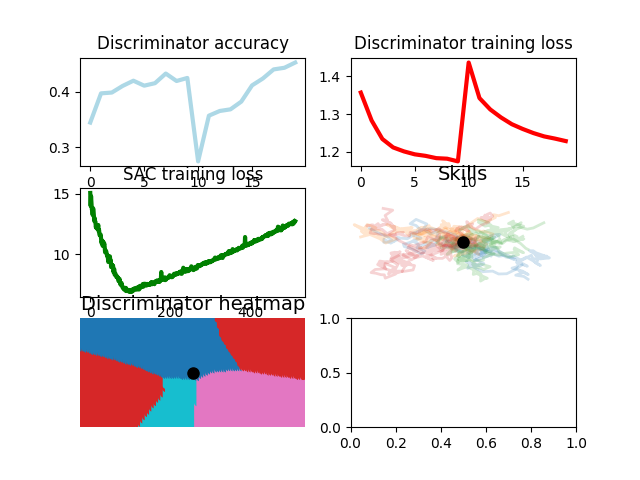 Discriminator accuracy
0.4
0.3
0 5 10 15
Discriminator training loss
1.4
1.3
1.2
0 5 10 15
SAC training loss
15
10
0 200 400
Skills
Discriminator heatmap
1.0
0.5
0.0
0.0 0.2 0.4 0.6 0.8 1.0